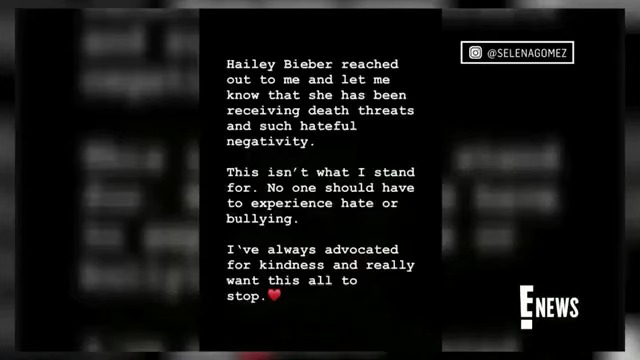 @SELENAGOMEZ
Hailey Bieber reached
out to me and let me
know that she has been
receiving death threats
and such hateful
negativity.
This isn't what I stand
for. No one should have
to experience hate or
bullying.
I've always advocated
for kindness and really
want this all to
stop.❤️
E! NEWS